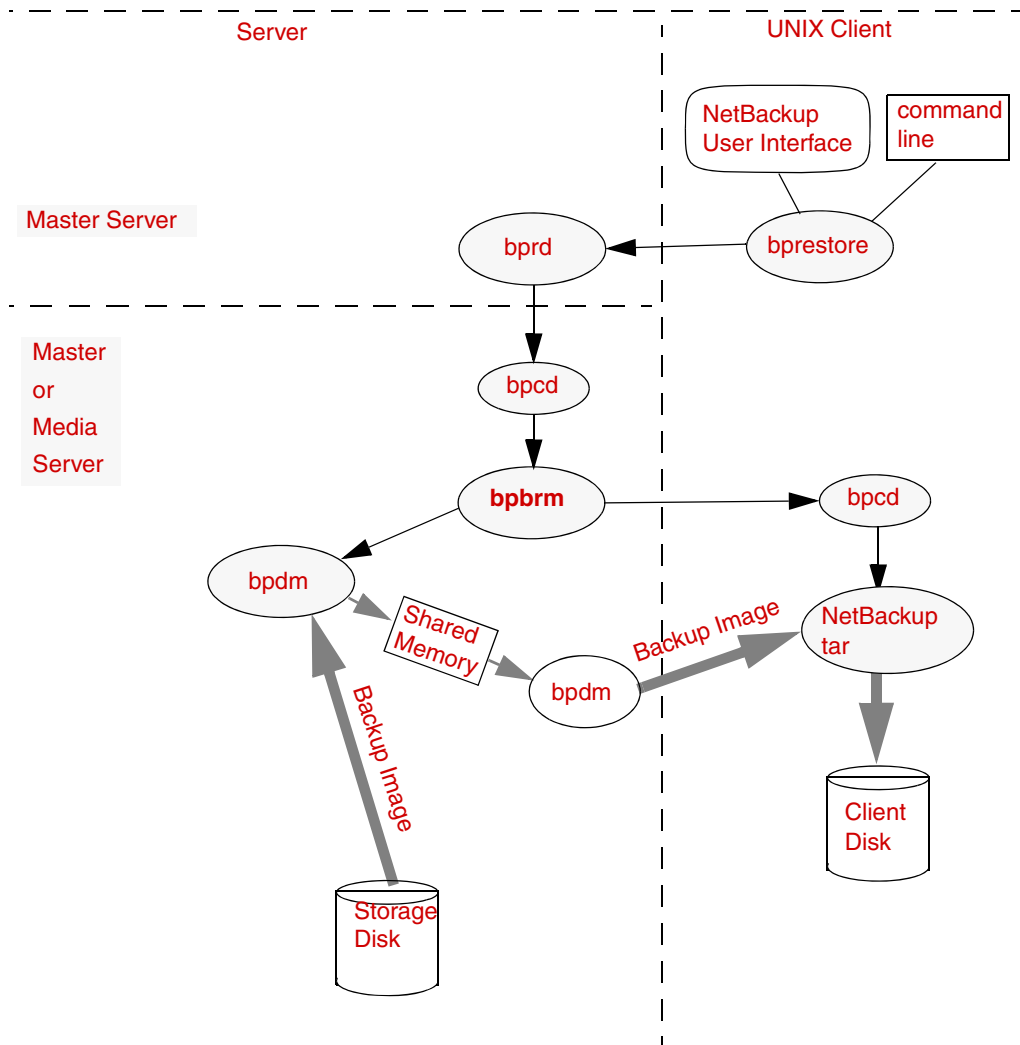 Server
UNIX Client
NetBackup
User Interface
command
line
Master Server
bprd
bprestore
Master
or
Media
Server
bpcd
bpbrm
bpcd
bpdm
Shared
Memory
Backup Image
NetBackup
tar
bpdm
Backup Image
Client
Disk
Storage
Disk